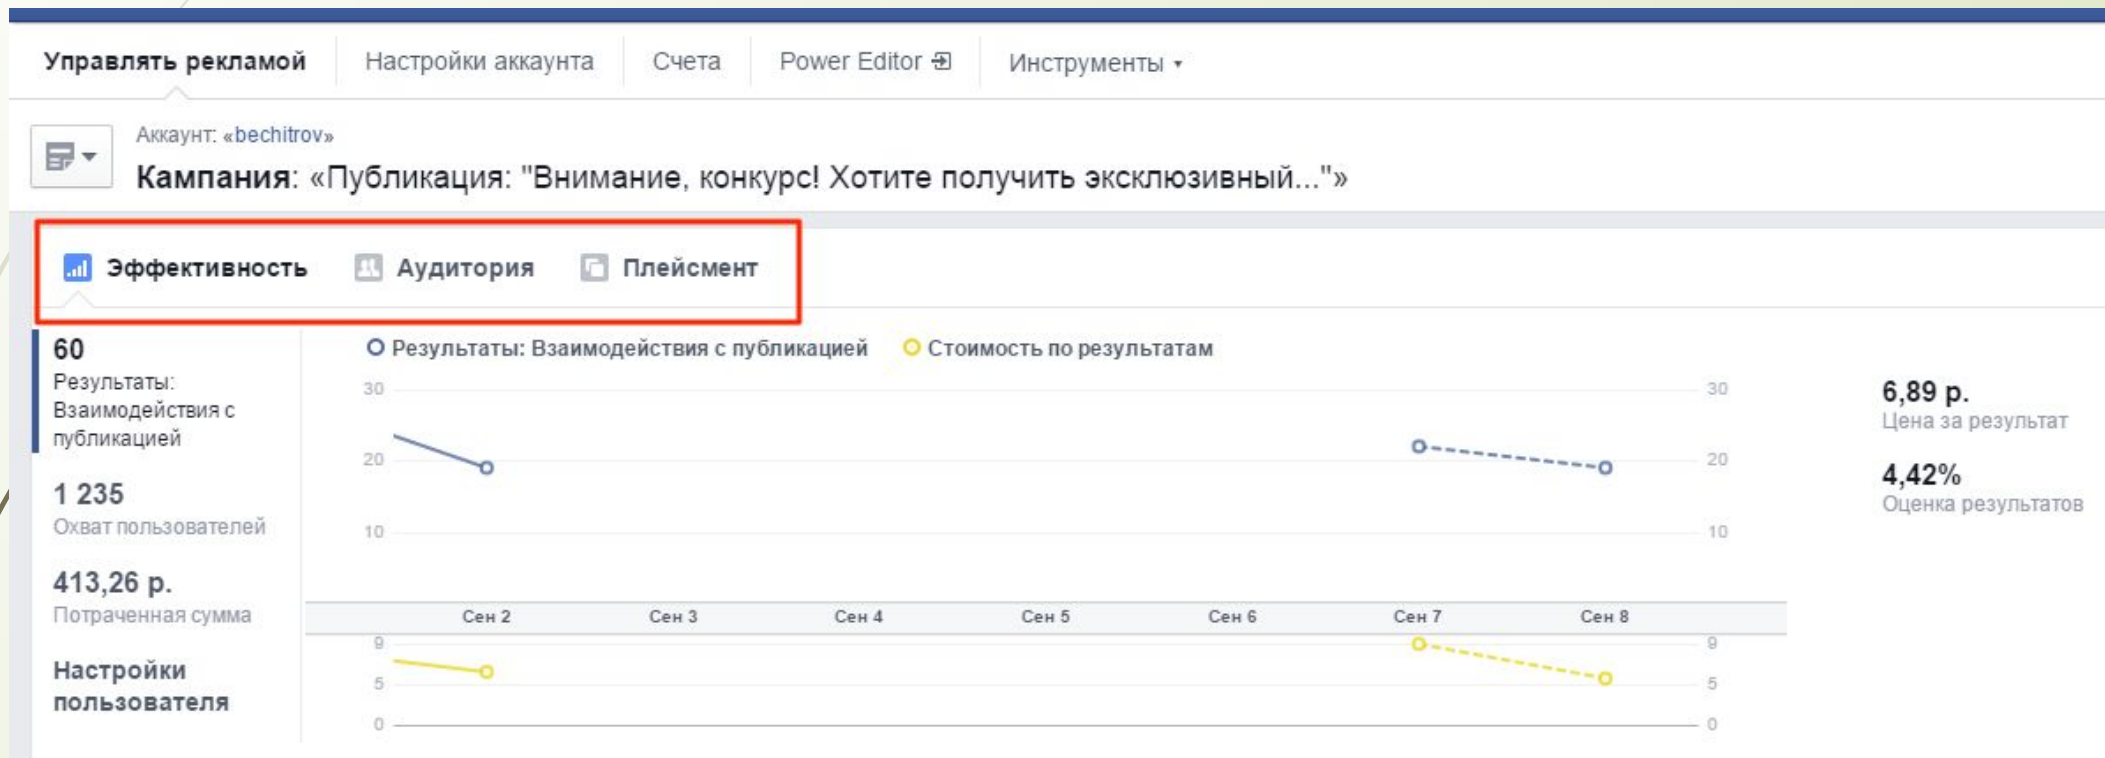 Управлять рекламой Настройки аккаунта Счета Power Editor Инструменты
Аккаунт: «bechitrov»
Кампания: «Публикация: "Внимание, конкурс! Хотите получить эксклюзивный..."»
Эффективность Аудитория Плейсмент
60
Результаты:
Взаимодействия с
публикацией
1 235
Охват пользователей
413,26 р.
Потраченная сумма
Настройки
пользователя
Результаты: Взаимодействия с публикацией Стоимость по результатам
30 30
20 20
10 10
Сен 2 Сен 3 Сен 4 Сен 5 Сен 6 Сен 7 Сен 8
9 9
5 5
0 0
6,89 р.
Цена за результат
4,42%
Оценка результатов